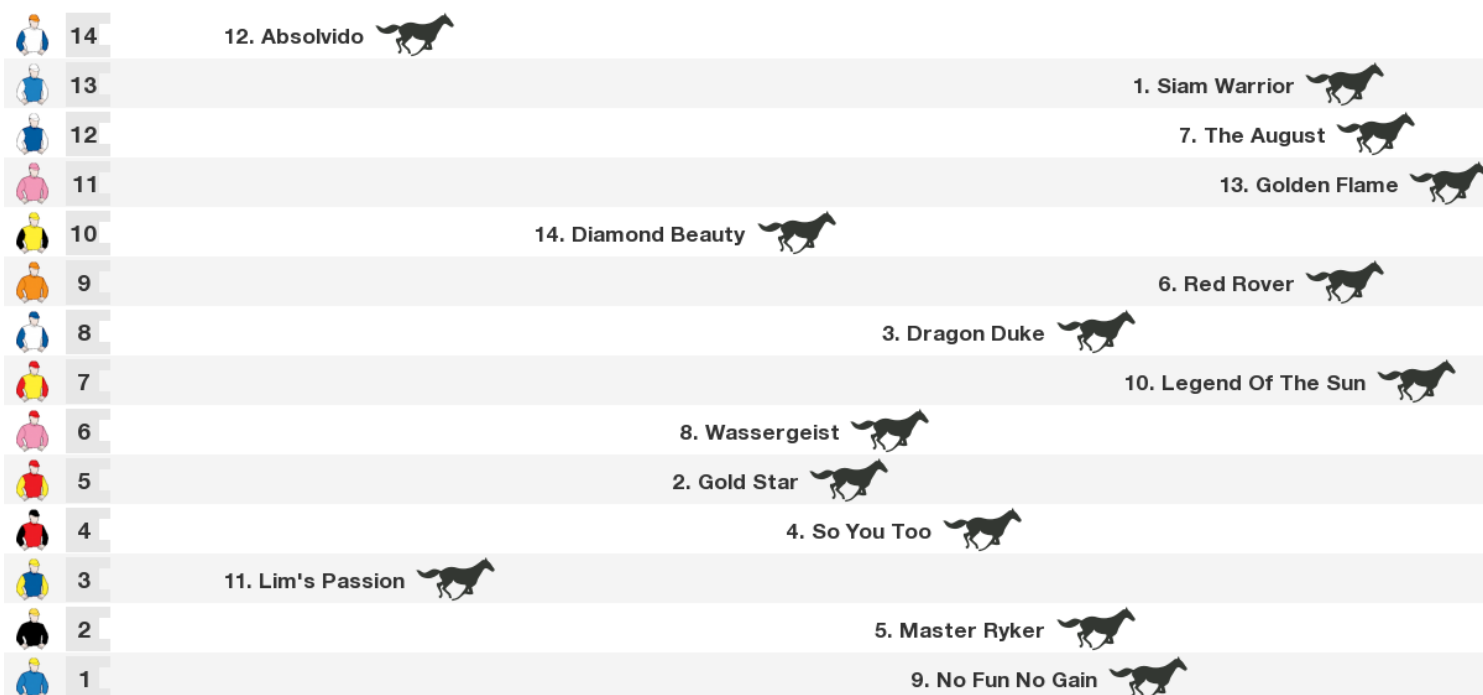 14 12. Absolvido
13 1. Siam Warrior
12 7. The August
11 13. Golden Flame
10 14. Diamond Beauty
9 6. Red Rover
8 3. Dragon Duke
7 10. Legend Of The Sun
6 8. Wassergeist
5 2. Gold Star
4 4. So You Too
3 11. Lim's Passion
2 5. Master Ryker
1 9. No Fun No Gain